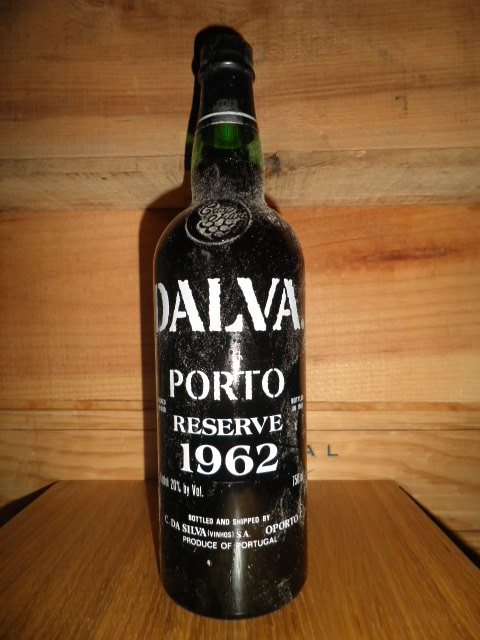 DALVA
PORTO
RESERVE
1962
20% by Vol.
BOTTLED AND SHIPPED BY
C. DA SILVA (VINHOS) S.A. OPORTO
PRODUCE OF PORTUGAL